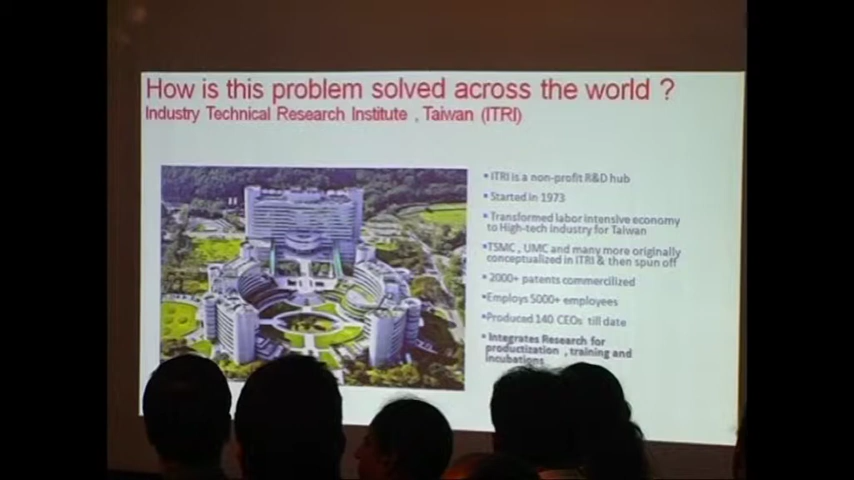 How is this problem solved across the world ?
Industry Technical Research Institute , Taiwan (ITRI)
• ITRI is a non-profit R&D hub
• Started in 1973
• Transformed labor intensive economy
to High-tech industry for Taiwan
• TSMC , UMC and many more originally
conceptualized in ITRI & then spun off
• 2000+ patents commercilized
• Employs 5000+ employees
• Produced 140 CEOs till date
• Integrates Research for
productization , training and
incubations